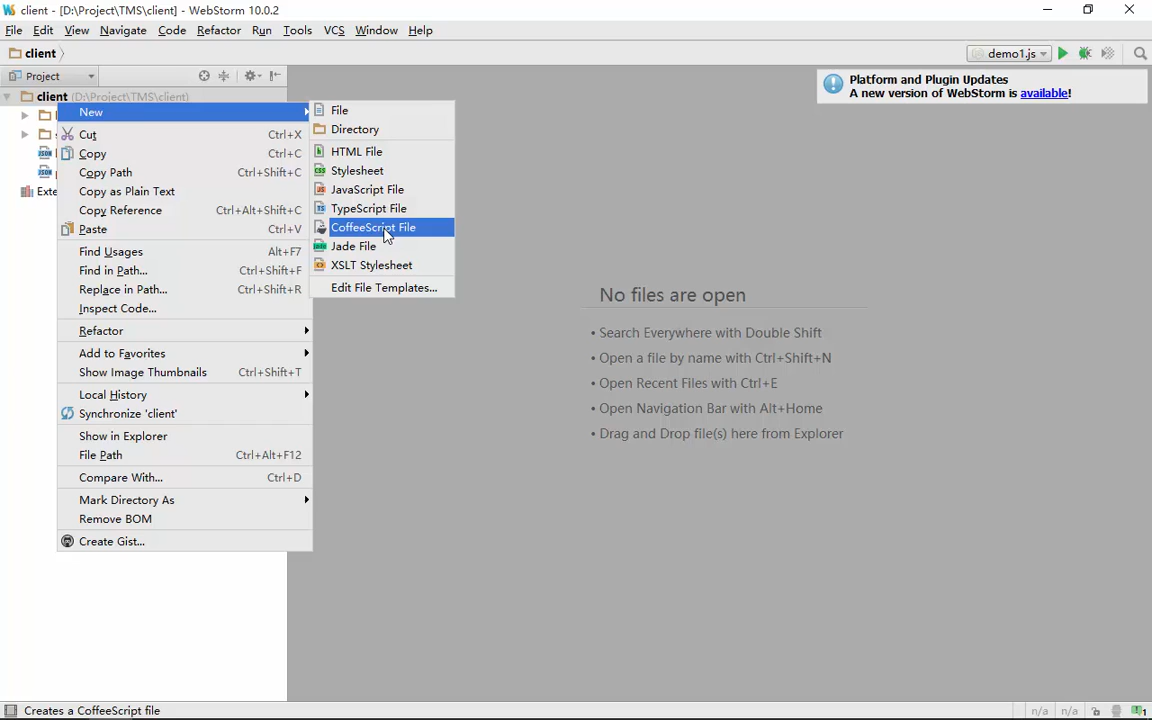 client - [D:\Project\TMS\client] - WebStorm 10.0.2
File Edit View Navigate Code Refactor Run Tools VCS Window Help
client
demo1.js
Project
Platform and Plugin Updates
A new version of WebStorm is available!
client (D:\Project\TMS\client)
New
Cut Ctrl+X
Copy Ctrl+C
Copy Path Ctrl+Shift+C
Copy as Plain Text
Copy Reference Ctrl+Alt+Shift+C
Paste Ctrl+V
Find Usages Alt+F7
Find in Path... Ctrl+Shift+F
Replace in Path... Ctrl+Shift+R
Inspect Code...
Refactor
Add to Favorites
Show Image Thumbnails Ctrl+Shift+T
Local History
Synchronize 'client'
Show in Explorer
File Path Ctrl+Alt+F12
Compare With... Ctrl+D
Mark Directory As
Remove BOM
Create Gist...
Exte
File
Directory
HTML File
Stylesheet
JavaScript File
TypeScript File
CoffeeScript File
Jade File
XSLT Stylesheet
Edit File Templates...
No files are open
• Search Everywhere with Double Shift
• Open a file by name with Ctrl+Shift+N
• Open Recent Files with Ctrl+E
• Open Navigation Bar with Alt+Home
• Drag and Drop file(s) here from Explorer
Creates a CoffeeScript file
n/a n/a 1